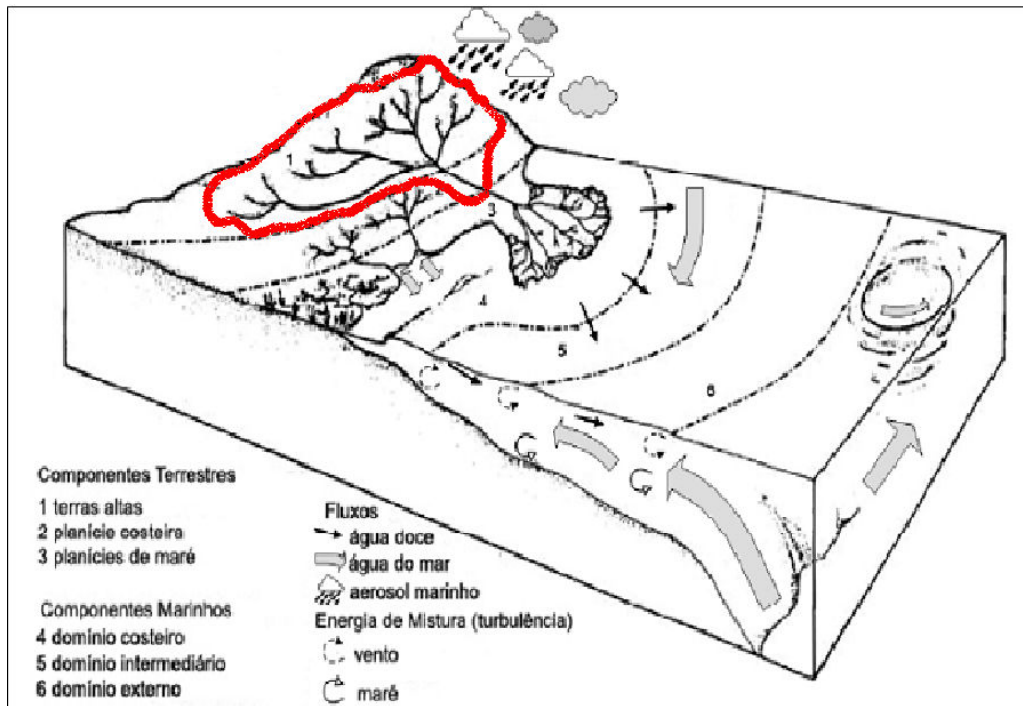 1
2
3
4
5
6
Componentes Terrestres
1 terras altas
2 planície costeira
3 planícies de maré
Componentes Marinhos
4 domínio costeiro
5 domínio intermediário
6 domínio externo
Fluxos
água doce
água do mar
aerosol marinho
Energia de Mistura (turbulência)
vento
maré